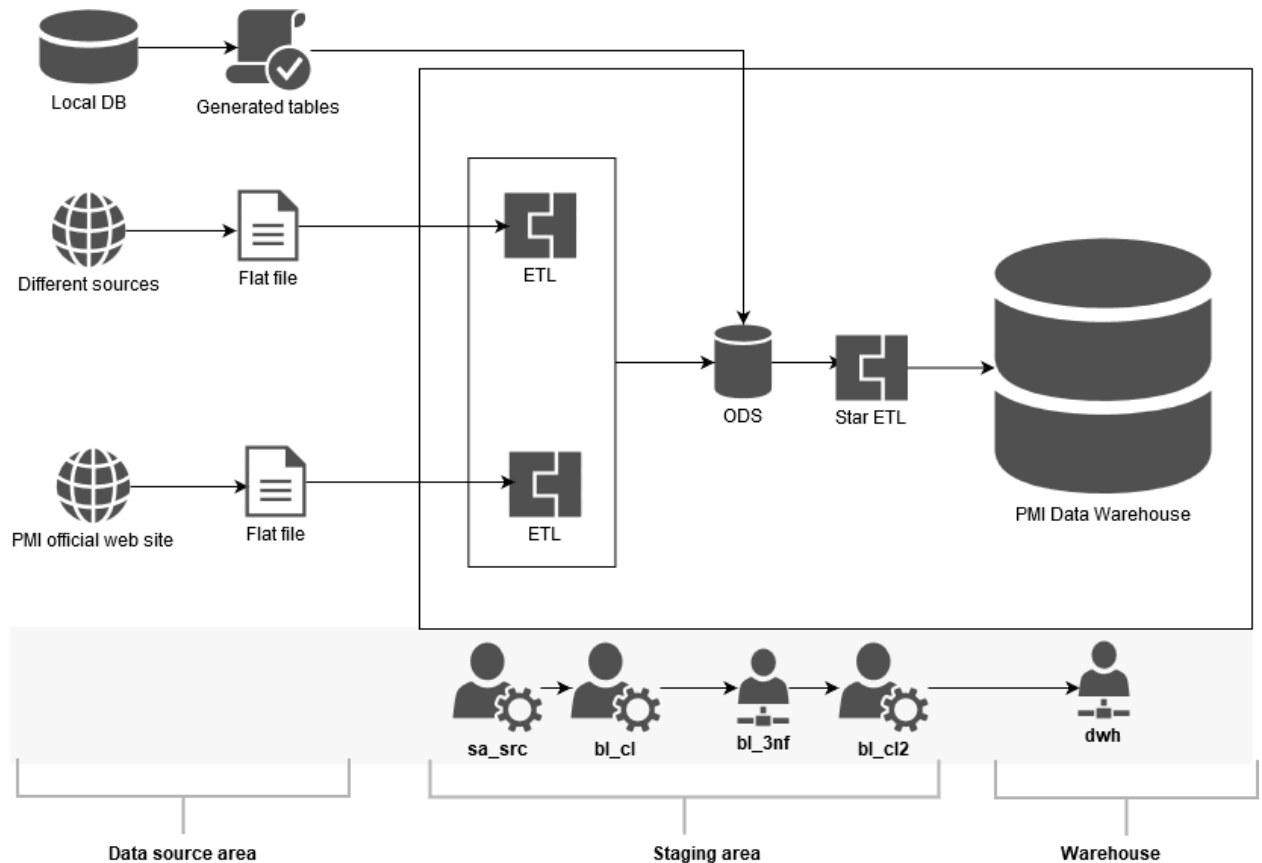 Local DB
Generated tables
Different sources
Flat file
ETL
ODS
Star ETL
PMI Data Warehouse
PMI official web site
Flat file
ETL
sa_src
bl_cl
bl_3nf
bl_cl2
dwh
Data source area
Staging area
Warehouse